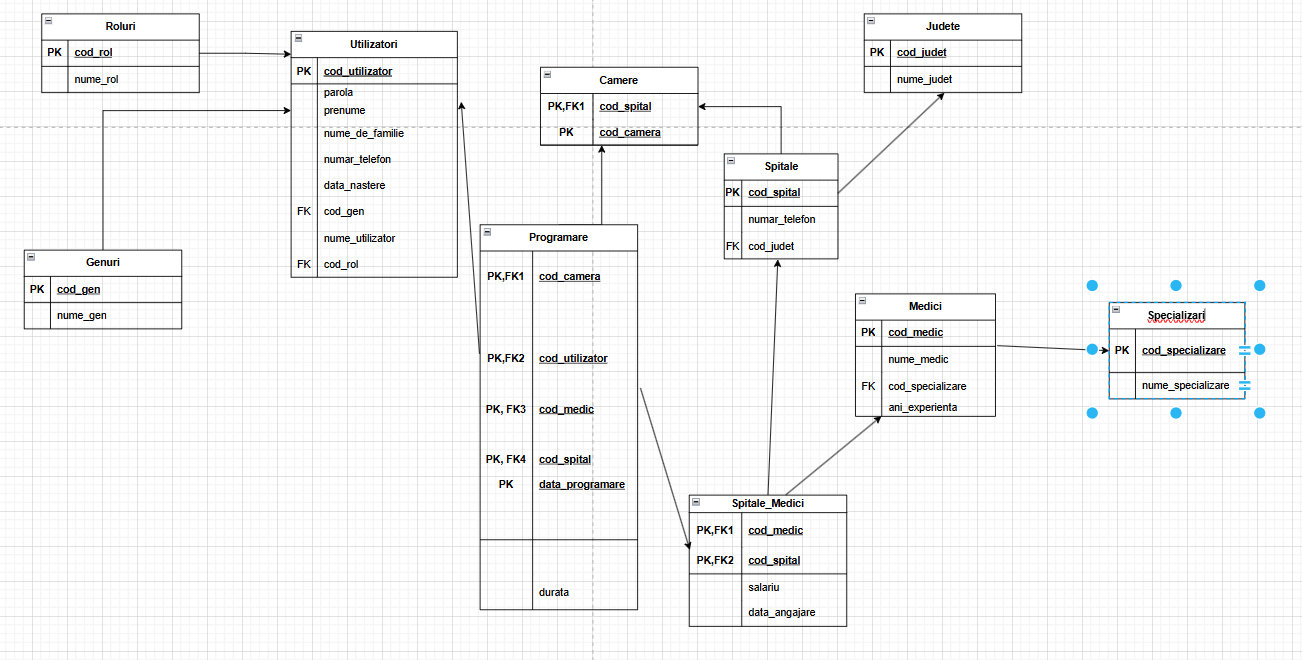 Roluri
PK cod_rol
nume_rol
Utilizatori
PK cod_utilizator
parola
prenume
nume_de_familie
numar_telefon
data_nastere
FK cod_gen
nume_utilizator
FK cod_rol
Genuri
PK cod_gen
nume_gen
Camere
PK,FK1 cod_spital
PK cod_camera
Judete
PK cod_judet
nume_judet
Spitale
PK cod_spital
numar_telefon
FK cod_judet
Programare
PK,FK1 cod_camera
PK,FK2 cod_utilizator
PK, FK3 cod_medic
PK, FK4 cod_spital
PK data_programare
durata
Medici
PK cod_medic
nume_medic
FK cod_specializare
ani_experienta
Specializari
PK cod_specializare
nume_specializare
Spitale_Medici
PK,FK1 cod_medic
PK,FK2 cod_spital
salariu
data_angajare